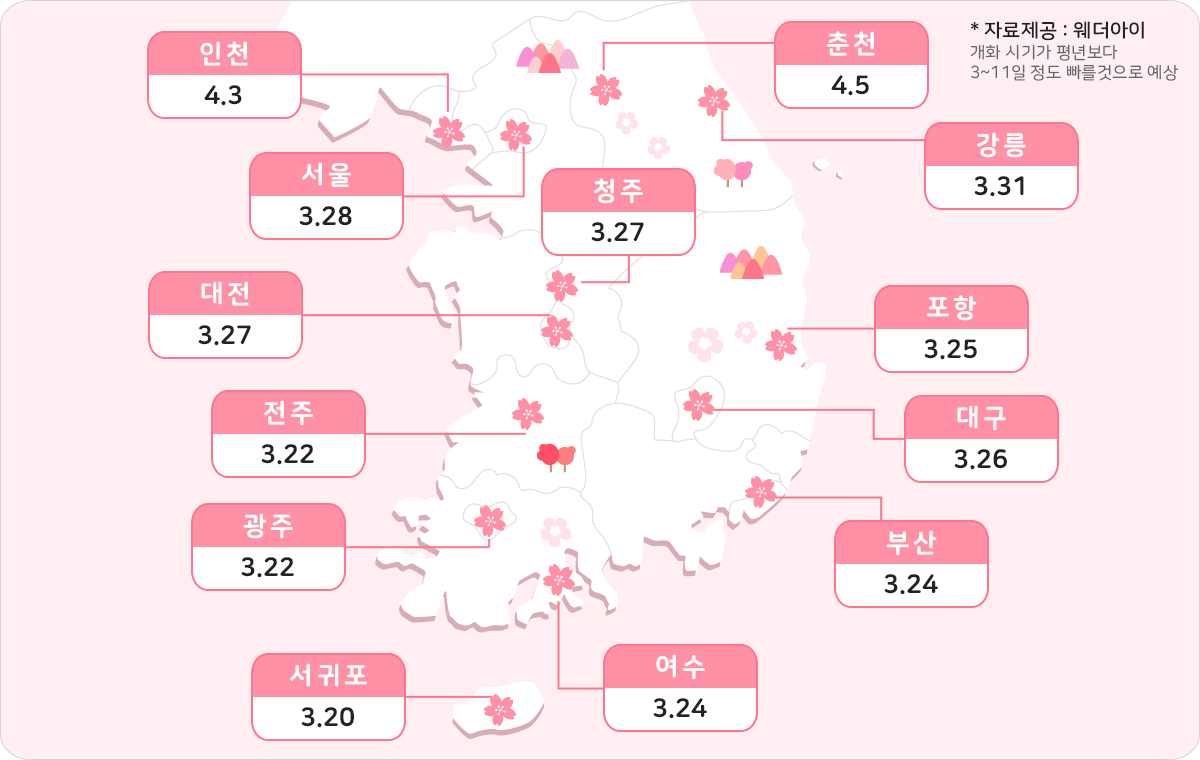 * 자료제공 : 웨더아이
개화 시기가 평년보다
3~11일 정도 빠를것으로 예상
인천
4.3
춘천
4.5
강릉
3.31
서울
3.28
청주
3.27
대전
3.27
포항
3.25
전주
3.22
대구
3.26
광주
3.22
부산
3.24
서귀포
3.20
여수
3.24